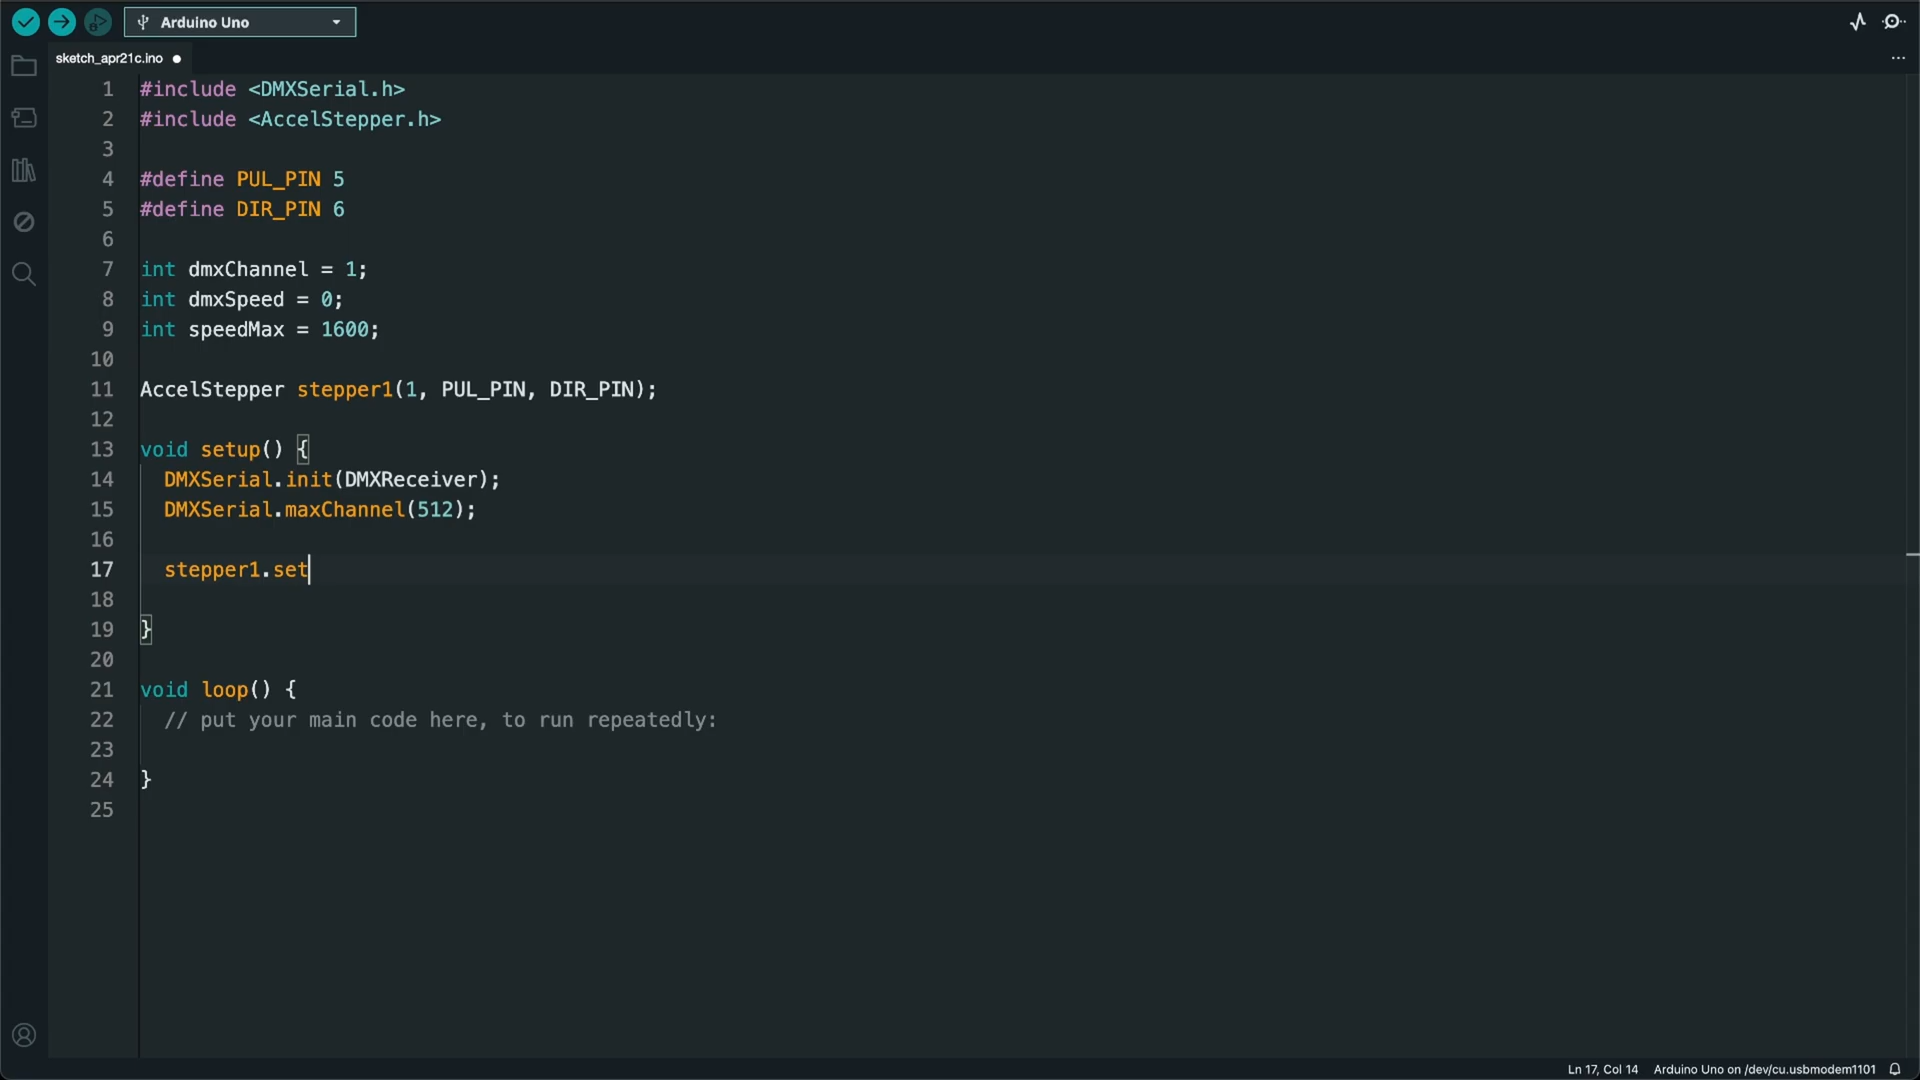 Arduino Uno
sketch_apr21c.ino
1 #include <DMXSerial.h>
2 #include <AccelStepper.h>
3
4 #define PUL_PIN 5
5 #define DIR_PIN 6
6
7 int dmxChannel = 1;
8 int dmxSpeed = 0;
9 int speedMax = 1600;
10
11 AccelStepper stepper1(1, PUL_PIN, DIR_PIN);
12
13 void setup() {
14 DMXSerial.init(DMXReceiver);
15 DMXSerial.maxChannel(512);
16
17 stepper1.set
18
19 }
20
21 void loop() {
22 // put your main code here, to run repeatedly:
23
24 }
25
Ln 17, Col 14 Arduino Uno on /dev/cu.usbmodem1101